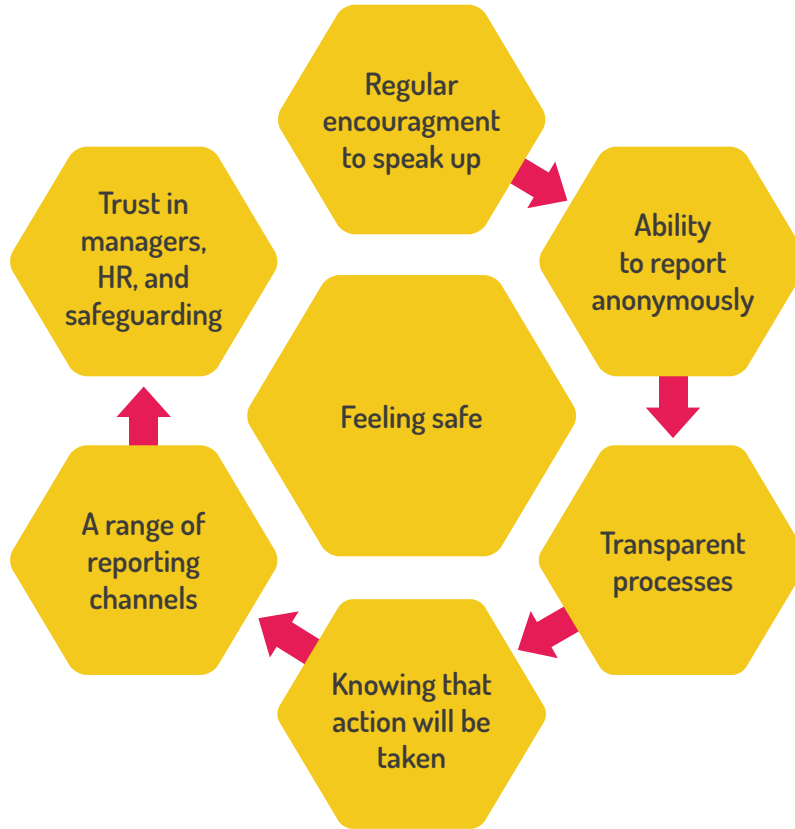 Regular
encouragment
to speak up
Ability
to report
anonymously
Transparent
processes
Knowing that
action will be
taken
A range of
reporting
channels
Trust in
managers,
HR, and
safeguarding
Feeling safe